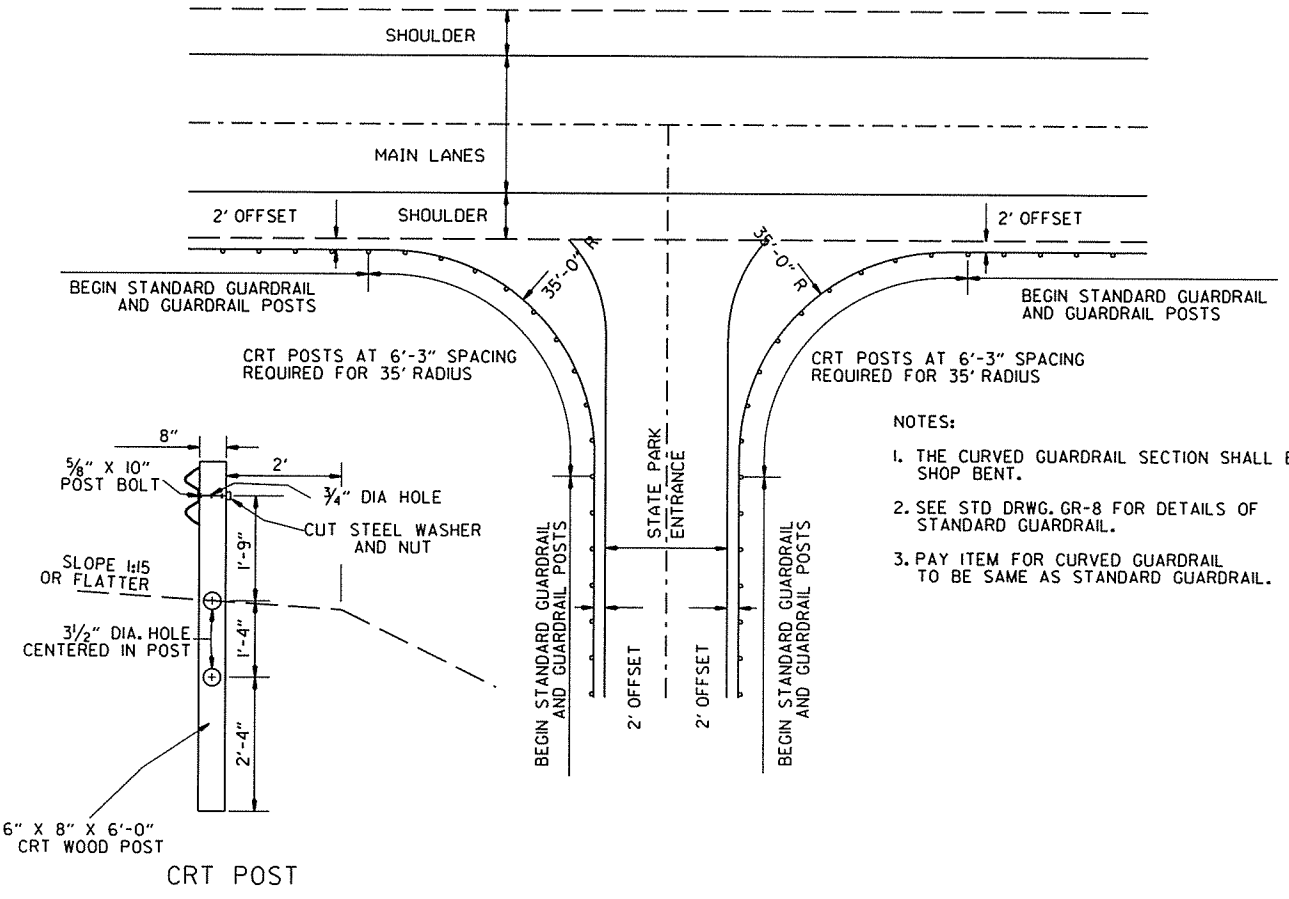 SHOULDER
MAIN LANES
2' OFFSET
SHOULDER
2' OFFSET
35'-0" R
35'-0" R
BEGIN STANDARD GUARDRAIL
AND GUARDRAIL POSTS
BEGIN STANDARD GUARDRAIL
AND GUARDRAIL POSTS
CRT POSTS AT 6'-3" SPACING
REQUIRED FOR 35' RADIUS
CRT POSTS AT 6'-3" SPACING
REQUIRED FOR 35' RADIUS
NOTES:
1. THE CURVED GUARDRAIL SECTION SHALL B
SHOP BENT.
2. SEE STD DRWG. GR-8 FOR DETAILS OF
STANDARD GUARDRAIL.
3. PAY ITEM FOR CURVED GUARDRAIL
TO BE SAME AS STANDARD GUARDRAIL.
STATE PARK
ENTRANCE
BEGIN STANDARD GUARDRAIL
AND GUARDRAIL POSTS
2' OFFSET
2' OFFSET
BEGIN STANDARD GUARDRAIL
AND GUARDRAIL POSTS
8"
5/8" X 10"
POST BOLT
2'
3/4" DIA HOLE
CUT STEEL WASHER
AND NUT
1'-9"
SLOPE 1:15
OR FLATTER
3 1/2" DIA. HOLE
CENTERED IN POST
1'-4"
2'-4"
6" X 8" X 6'-0"
CRT WOOD POST
CRT POST